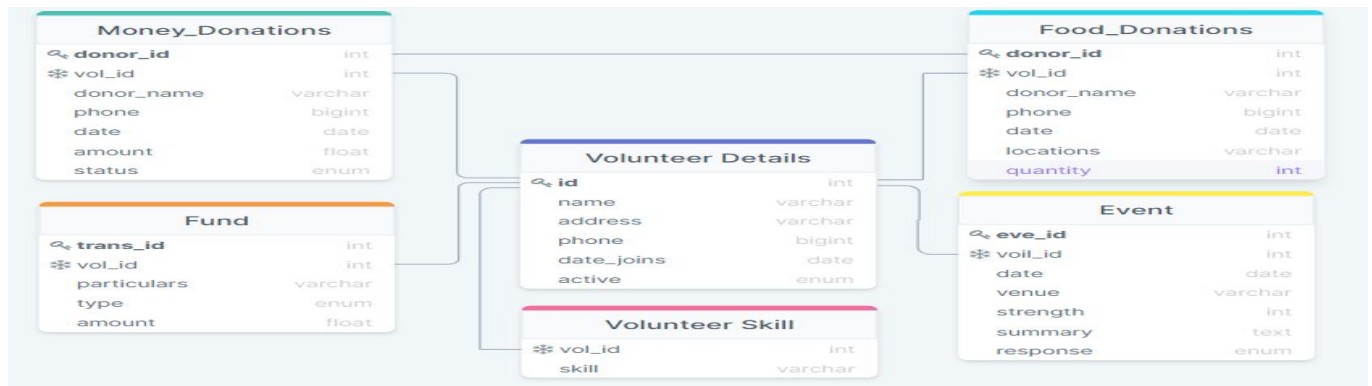 Money_Donations
donor_id int
vol_id int
donor_name varchar
phone bigint
date date
amount float
status enum
Fund
trans_id int
vol_id int
particulars varchar
type enum
amount float
Volunteer Details
id int
name varchar
address varchar
phone bigint
date_joins date
active enum
Volunteer Skill
vol_id int
skill varchar
Food_Donations
donor_id int
vol_id int
donor_name varchar
phone bigint
date date
locations varchar
quantity int
Event
eve_id int
voil_id int
date date
venue varchar
strength int
summary text
response enum